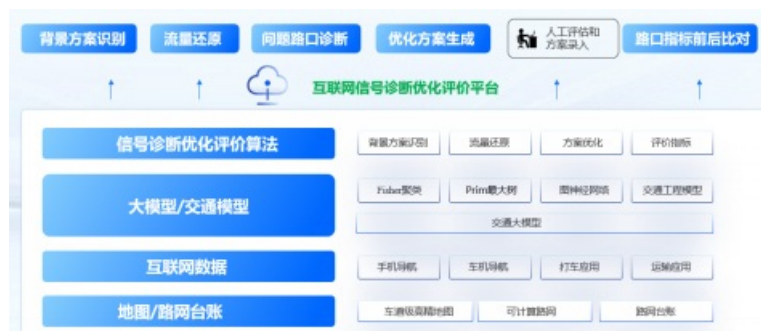 背景方案识别
流量还原
问题路口诊断
优化方案生成
人工评估和
方案录入
路口指标前后比对
互联网信号诊断优化评价平台
信号诊断优化评价算法
背景方案识别
流量还原
方案优化
评价指标
大模型/交通模型
Fisher聚类
Prim最大树
图神经网络
交通工程模型
交通大模型
互联网数据
手机导航
车机导航
打车应用
运输应用
地图/路网台账
车道级高精地图
可计算路网
路网台账